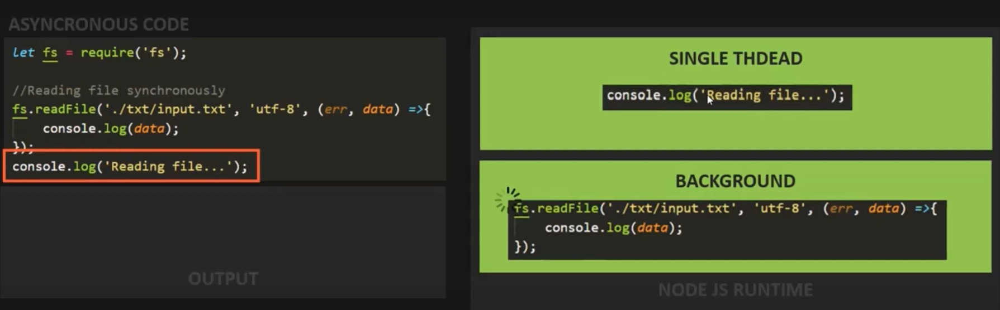 ASYNCRONOUS CODE
let fs = require('fs');
//Reading file synchronously
fs.readFile('./txt/input.txt', 'utf-8', (err, data) =>{
console.log(data);
});
console.log('Reading file...');
OUTPUT
SINGLE THDEAD
console.log('Reading file...');
BACKGROUND
fs.readFile('./txt/input.txt', 'utf-8', (err, data) =>{
console.log(data);
});
NODE JS RUNTIME